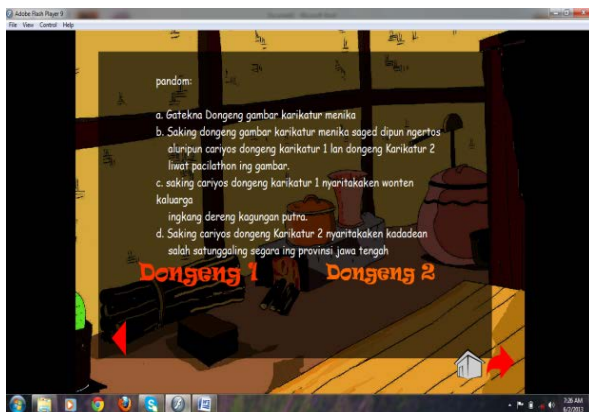 Adobe Flash Player 9
File View Control Help
pandom:
a. Gatekna Dongeng gambar karikatur menika
b. Saking dongeng gambar karikatur menika saged dipun ngertos
aluripun cariyos dongeng karikatur 1 lan dongeng Karikatur 2
liwat pacilathon ing gambar.
c. saking cariyos dongeng karikatur 1 nyaritakaken wonten
kaluarga
ingkang dereng kagungan putra.
d. Saking cariyos dongeng Karikatur 2 nyaritakaken kadadean
salah satunggaling segara ing provinsi jawa tengah
Dongeng 1
Dongeng 2
7:26 AM
6/2/2013